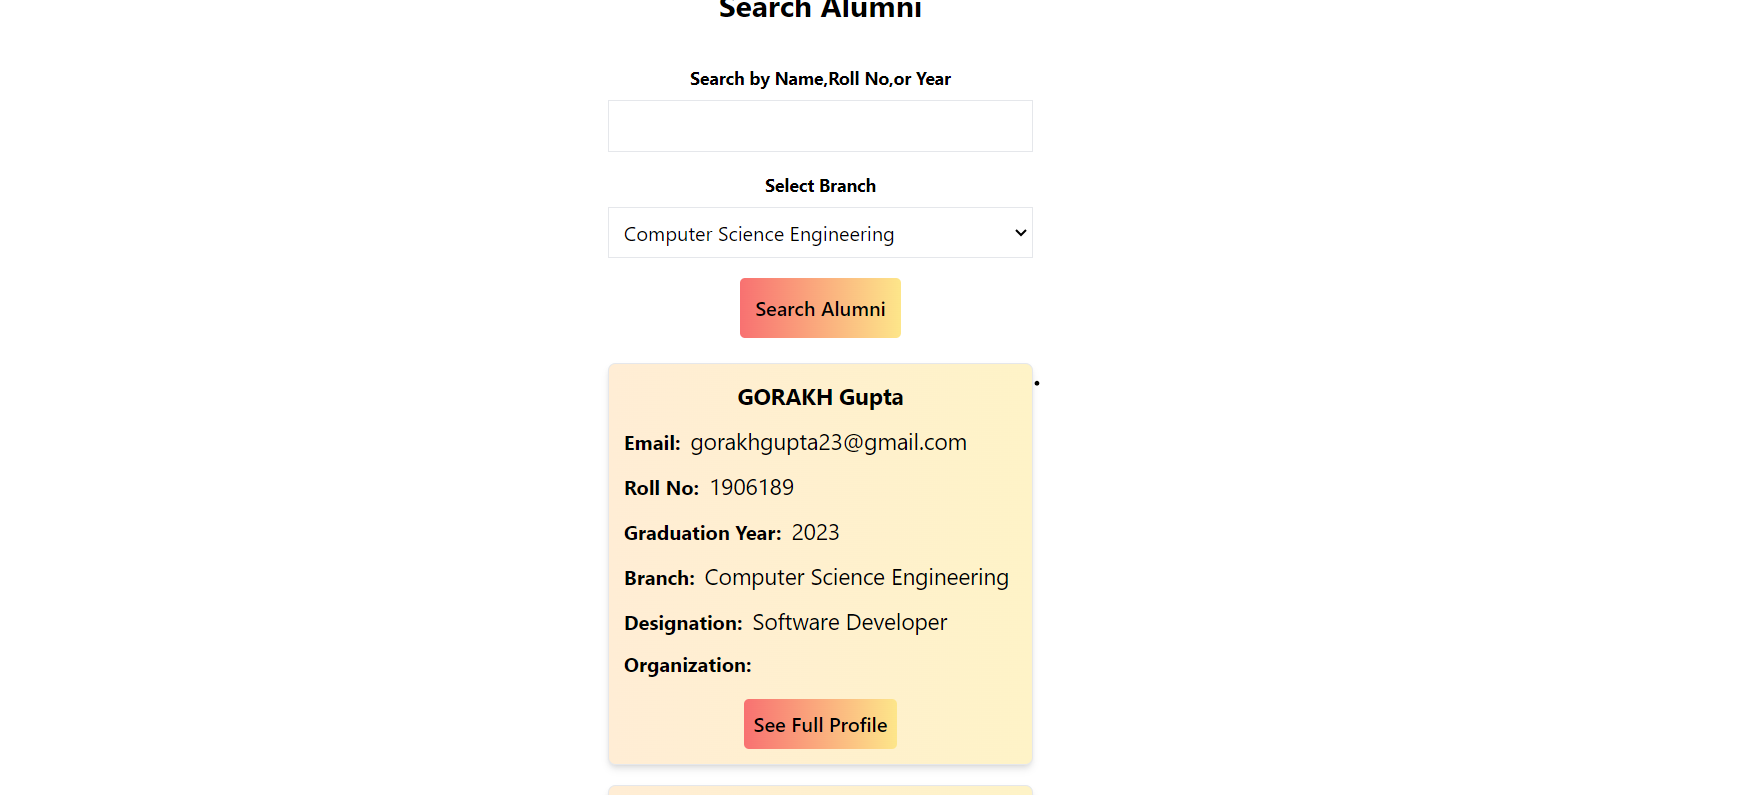 Search Alumni
Search by Name,Roll No,or Year
Select Branch
Computer Science Engineering
Search Alumni
GORAKH Gupta
Email: gorakhgupta23@gmail.com
Roll No: 1906189
Graduation Year: 2023
Branch: Computer Science Engineering
Designation: Software Developer
Organization:
See Full Profile